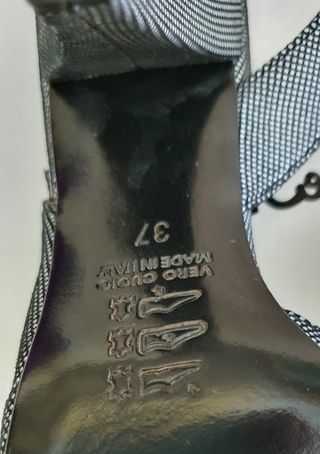 37
VERO CUOIO
MADE IN ITALY